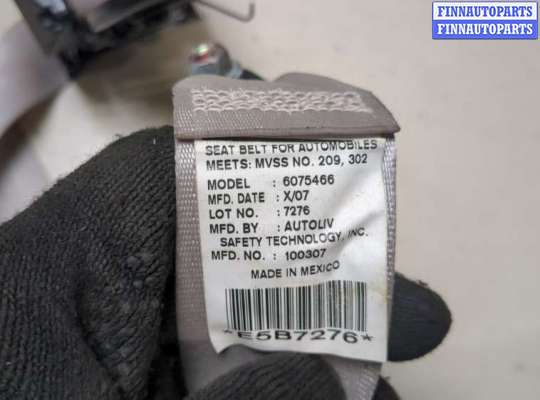 FINNAUTOPARTS
FINNAUTOPARTS
SEAT BELT FOR AUTOMOBILES
MEETS: MVSS NO. 209, 302
MODEL : 6075466
MFD. DATE : X/07
LOT NO. : 7276
MFD. BY : AUTOLIV
SAFETY TECHNOLOGY, INC.
MFD. NO. : 100307
MADE IN MEXICO
*E5B7276*